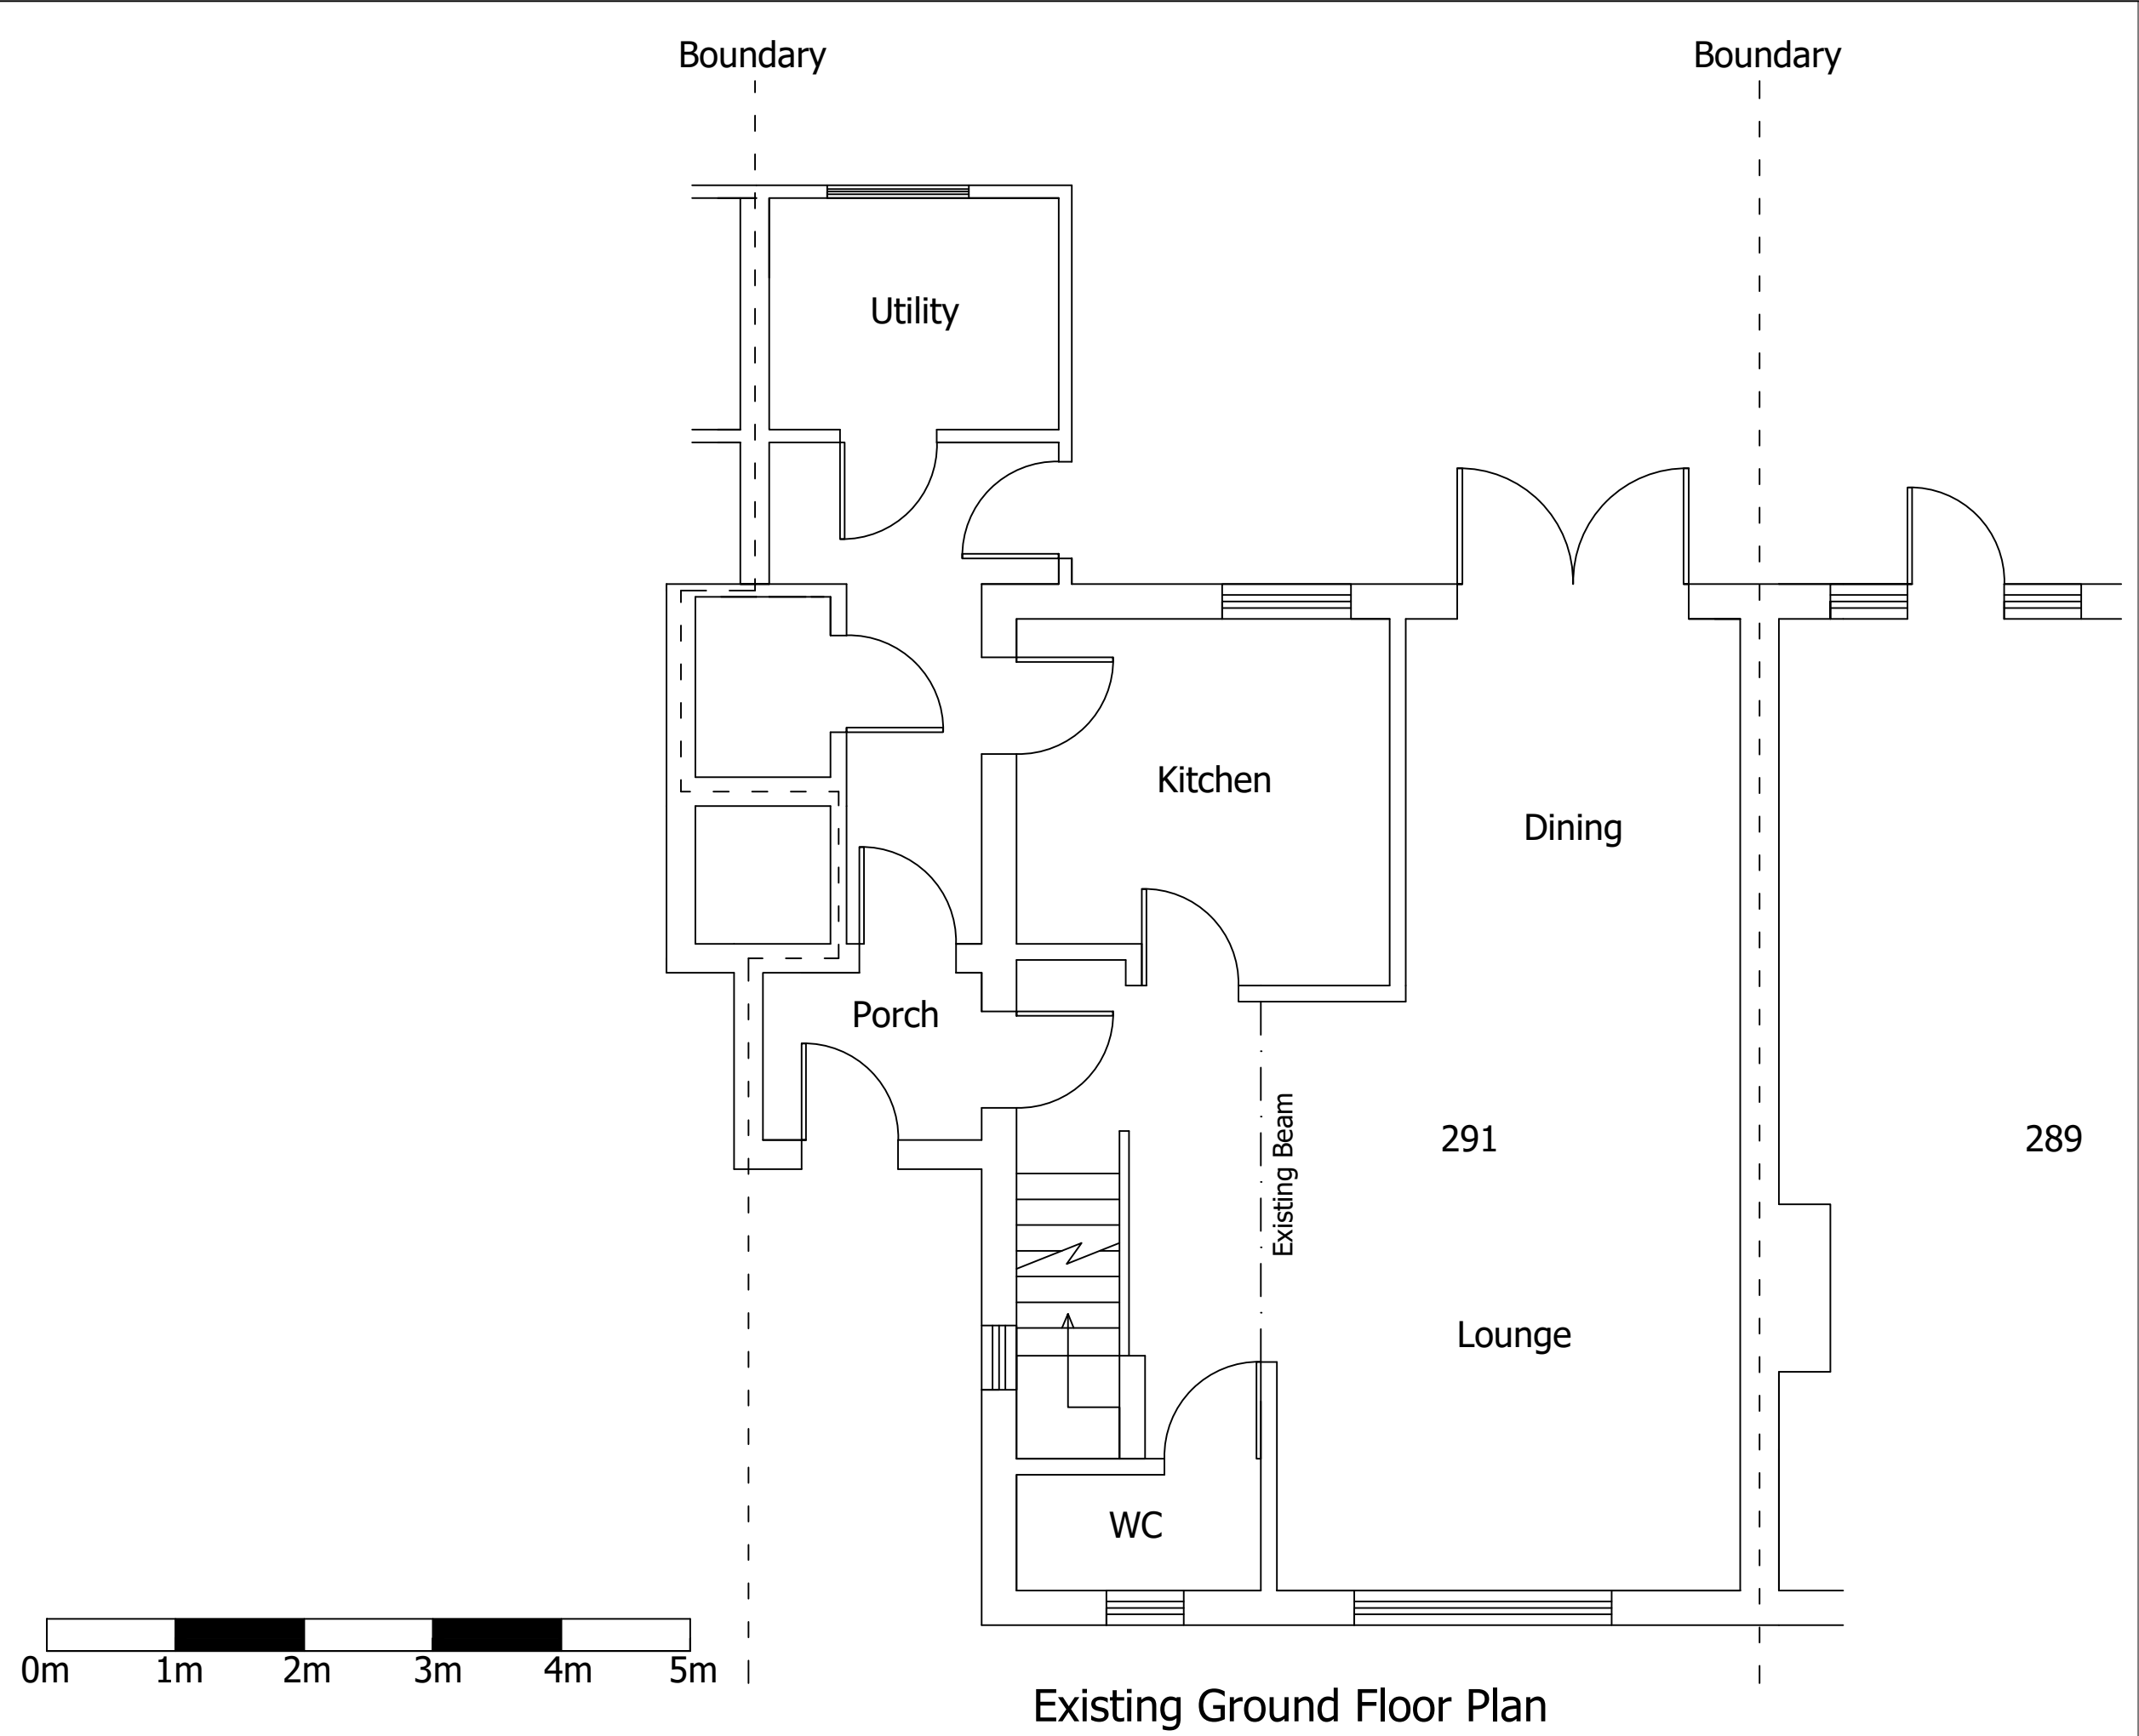 Boundary
Boundary
Utility
Kitchen
Dining
Porch
Existing Beam
291
289
Lounge
WC
0m
1m
2m
3m
4m
5m
Existing Ground Floor Plan